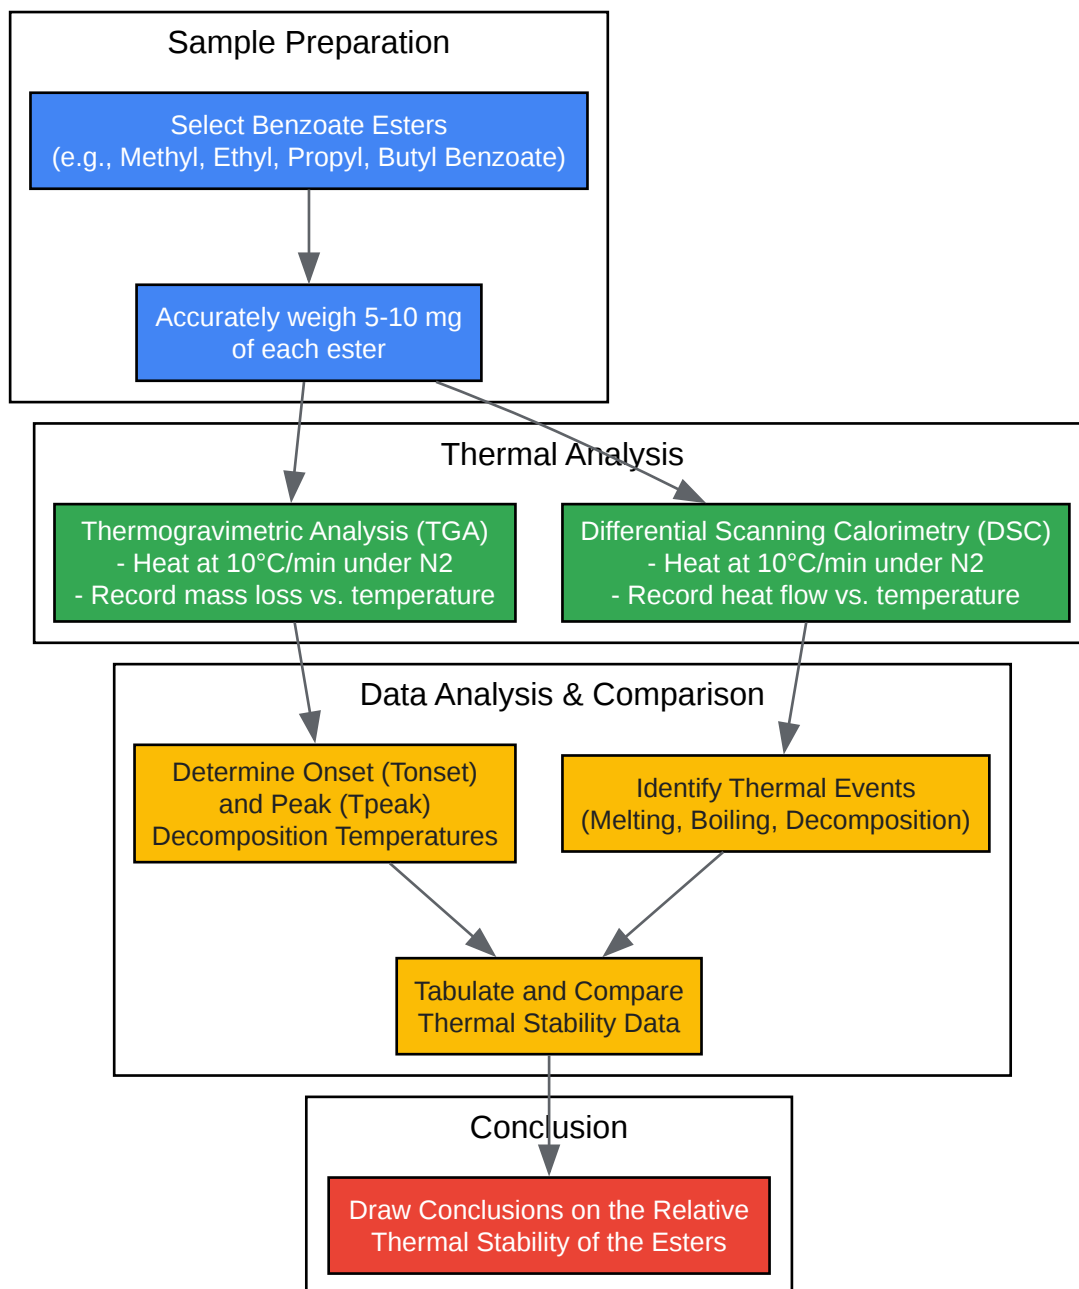 Sample Preparation
Select Benzoate Esters
(e.g., Methyl, Ethyl, Propyl, Butyl Benzoate)
Accurately weigh 5-10 mg
of each ester
Thermal Analysis
Thermogravimetric Analysis (TGA)
- Heat at 10°C/min under N2
- Record mass loss vs. temperature
Differential Scanning Calorimetry (DSC)
- Heat at 10°C/min under N2
- Record heat flow vs. temperature
Data Analysis & Comparison
Determine Onset (Tonset)
and Peak (Tpeak)
Decomposition Temperatures
Identify Thermal Events
(Melting, Boiling, Decomposition)
Tabulate and Compare
Thermal Stability Data
Conclusion
Draw Conclusions on the Relative
Thermal Stability of the Esters